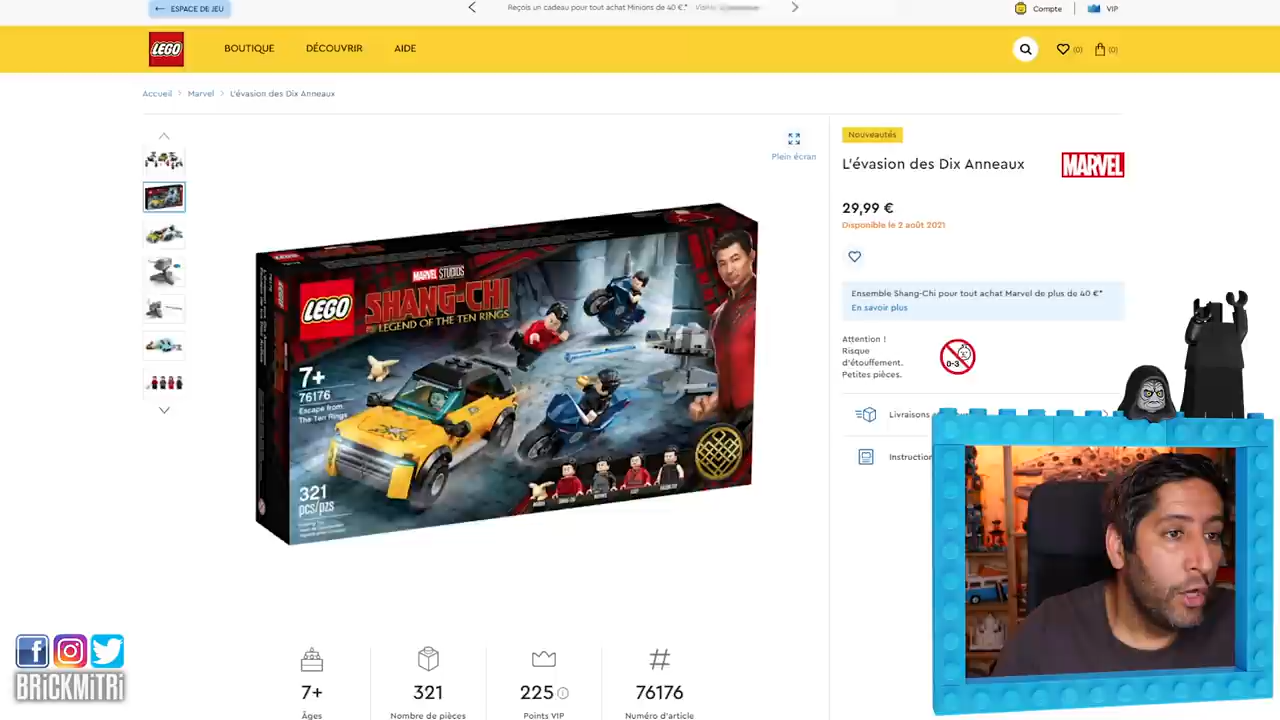 ← ESPACE DE JEU
Reçois un cadeau pour tout achat Minions de 40 €.*
Compte
VIP
LEGO
BOUTIQUE
DÉCOUVRIR
AIDE
(0)
(0)
Accueil > Marvel > L'évasion des Dix Anneaux
Plein écran
Nouveautés
L'évasion des Dix Anneaux
MARVEL
29,99 €
Disponible le 2 août 2021
Ensemble Shang-Chi pour tout achat Marvel de plus de 40 €*
En savoir plus
Attention !
Risque
d'étouffement.
Petites pièces.
0-3
Livraisons
Instruction
MARVEL STUDIOS
LEGO
SHANG-CHI
AND THE LEGEND OF THE TEN RINGS
7+
76176
Escape from
The Ten Rings
321
pcs/pzs
7+
Âges
321
Nombre de pièces
225
Points VIP
#
76176
Numéro d'article
BRiCKMiTRi